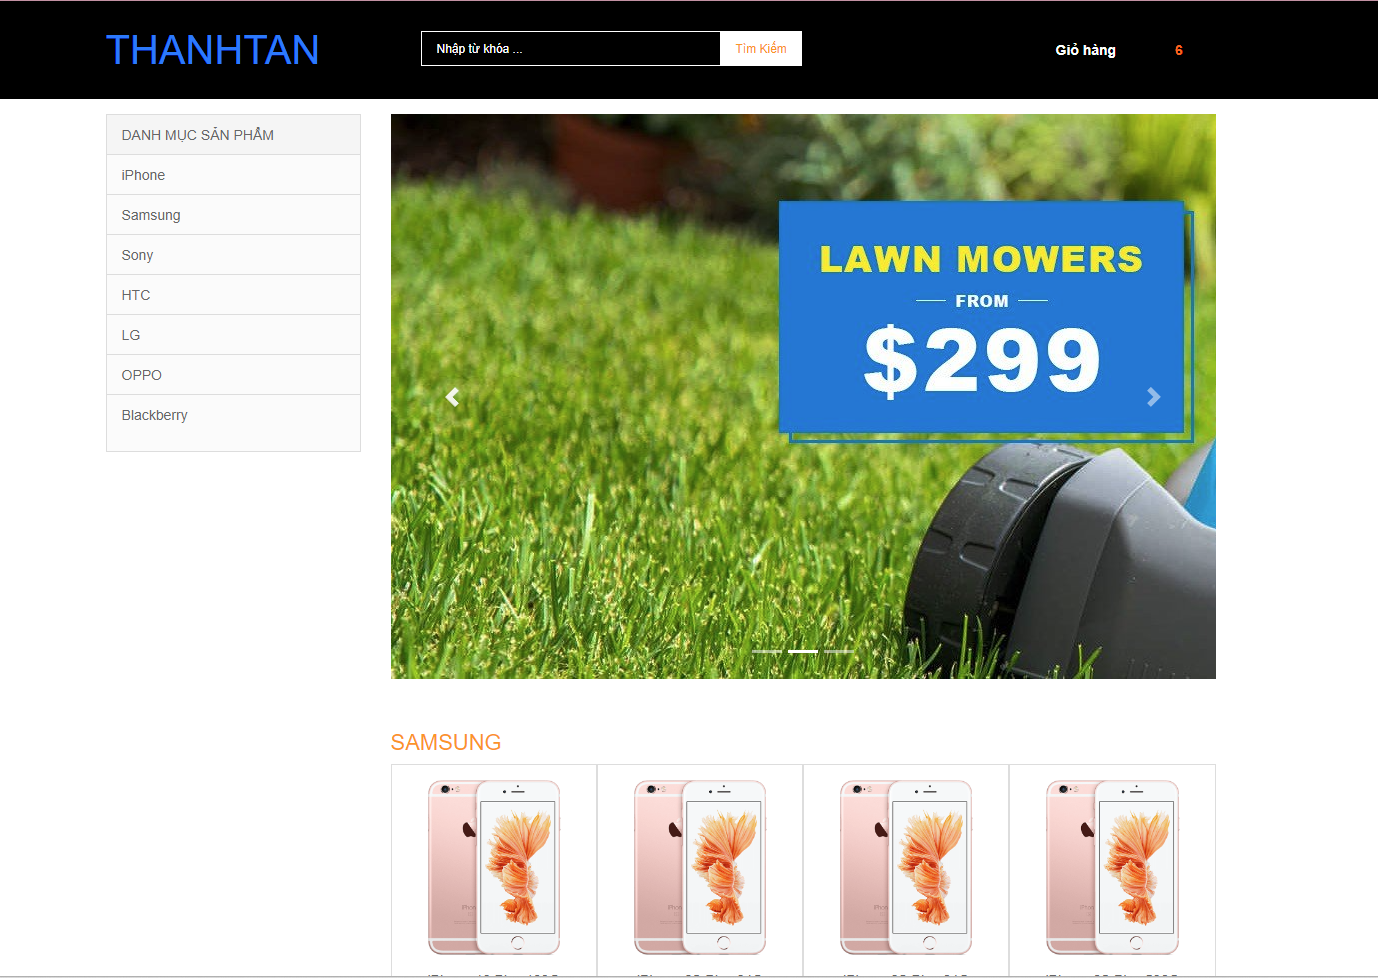 THANHTAN
Nhập từ khóa ...
Tìm Kiếm
Giỏ hàng
6
DANH MỤC SẢN PHẨM
iPhone
Samsung
Sony
HTC
LG
OPPO
Blackberry
LAWN MOWERS
FROM
$299
SAMSUNG